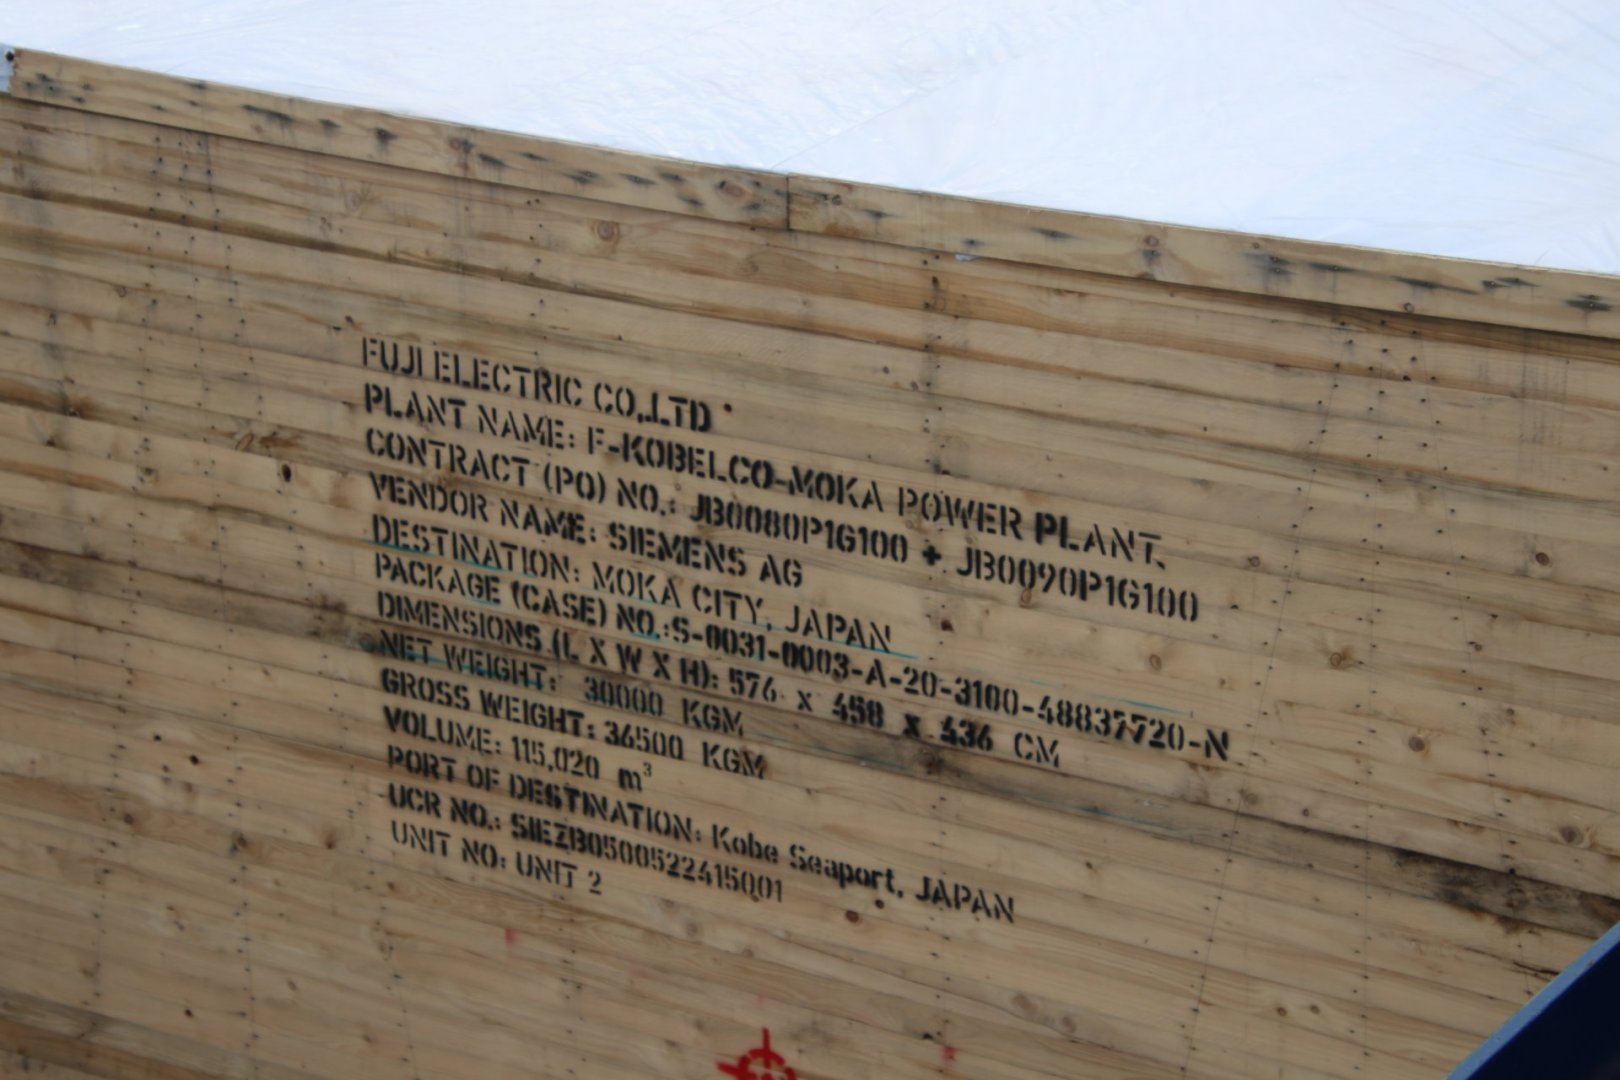 FUJI ELECTRIC CO.,LTD
PLANT NAME: F-KOBELCO-MOKA POWER PLANT.
CONTRACT (PO) NO.: JB0080P1G100 + JB0090P1G100
VENDOR NAME: SIEMENS AG
DESTINATION: MOKA CITY, JAPAN
PACKAGE (CASE) NO.:S-0031-0003-A-20-3100-48837720-N
DIMENSIONS (L X W X H): 576 x 458 x 436 CM
NET WEIGHT: 30000 KGM
GROSS WEIGHT: 36500 KGM
VOLUME: 115,020 m³
PORT OF DESTINATION: Kobe Seaport, JAPAN
UCR NO.: SIEZB0500522415001
UNIT NO: UNIT 2